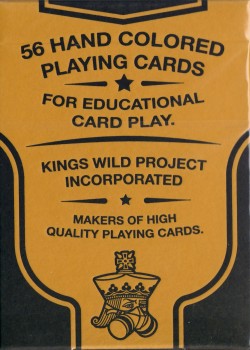 56 HAND COLORED
PLAYING CARDS
FOR EDUCATIONAL
CARD PLAY.
KINGS WILD PROJECT
INCORPORATED
MAKERS OF HIGH
QUALITY PLAYING CARDS.